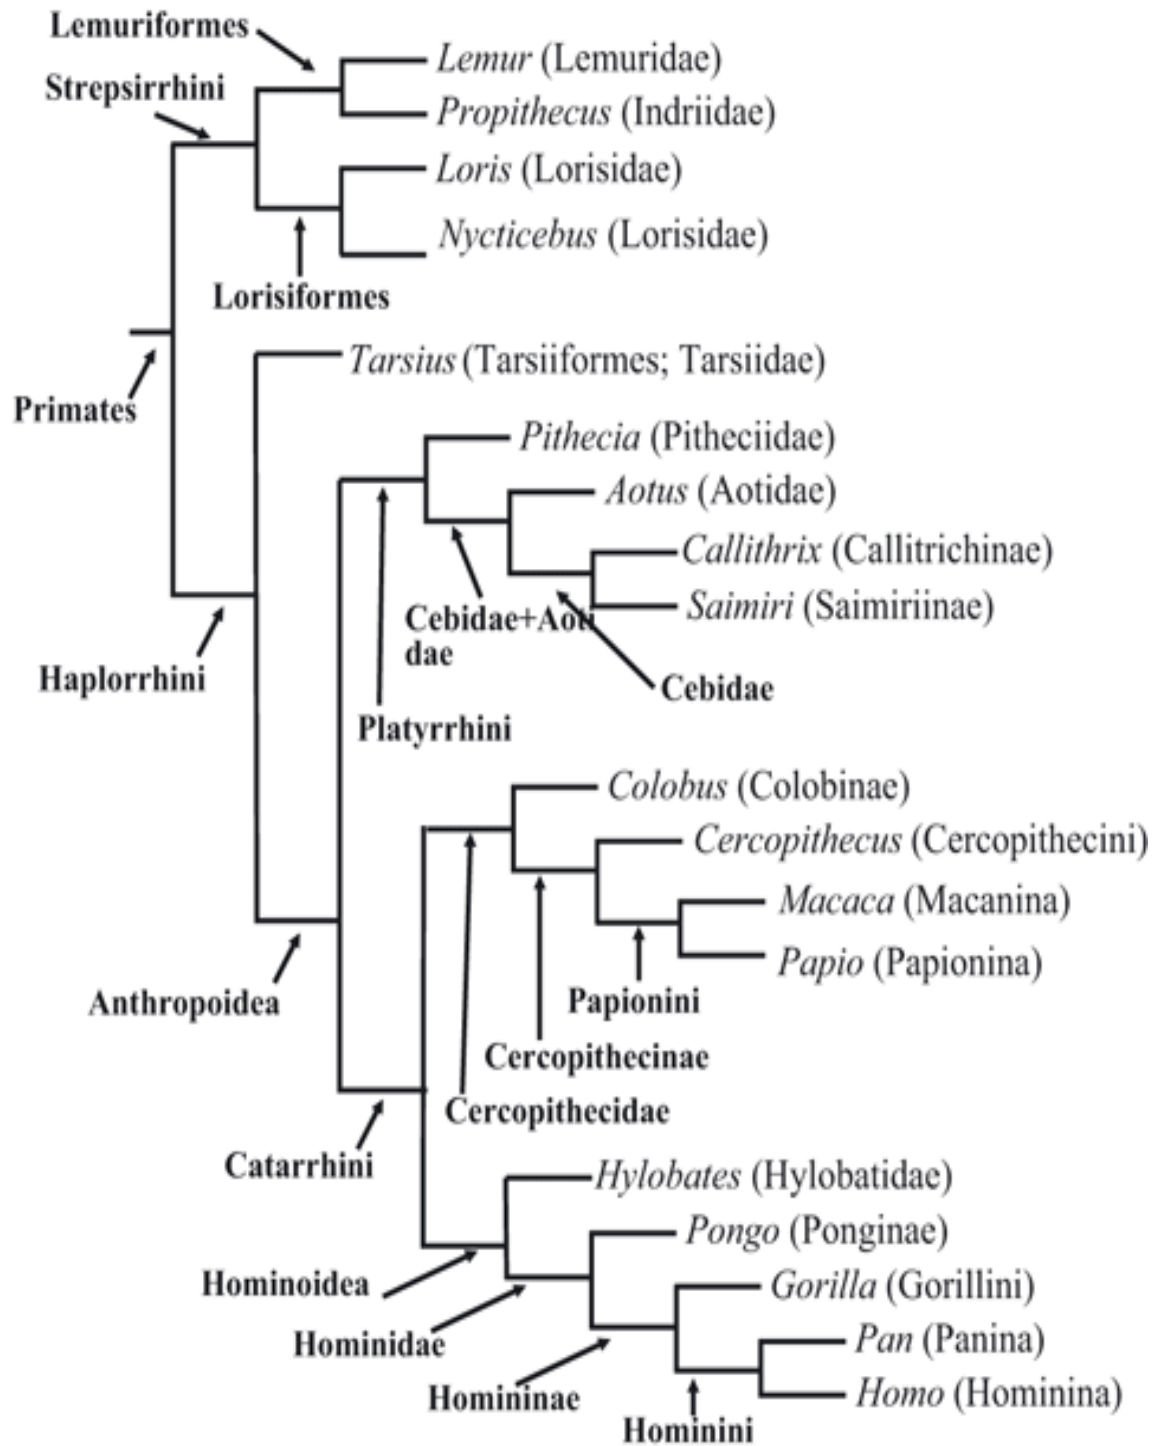 Lemuriformes
Lemur (Lemuridae)
Strepsirrhini
Propithecus (Indriidae)
Loris (Lorisidae)
Nycticebus (Lorisidae)
Lorisiformes
Tarsius (Tarsiiformes; Tarsiidae)
Primates
Pithecia (Pitheciidae)
Aotus (Aotidae)
Callithrix (Callitrichinae)
Saimiri (Saimiriinae)
Cebidae+Aoti
dae
Haplorrhini
Cebidae
Platyrrhini
Colobus (Colobinae)
Cercopithecus (Cercopithecini)
Macaca (Macanina)
Papio (Papionina)
Anthropoidea
Papionini
Cercopithecinae
Cercopithecidae
Catarrhini
Hylobates (Hylobatidae)
Pongo (Ponginae)
Hominoidea
Gorilla (Gorillini)
Hominidae
Pan (Panina)
Homo (Hominina)
Homininae
Hominini